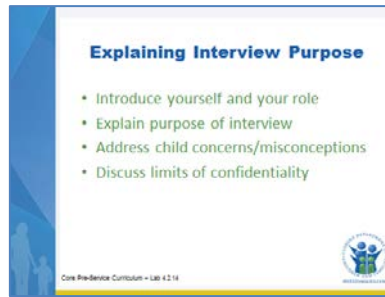 Explaining Interview Purpose
• Introduce yourself and your role
• Explain purpose of interview
• Address child concerns/misconceptions
• Discuss limits of confidentiality
Core Pre-Service Curriculum – Lab 4.2.14